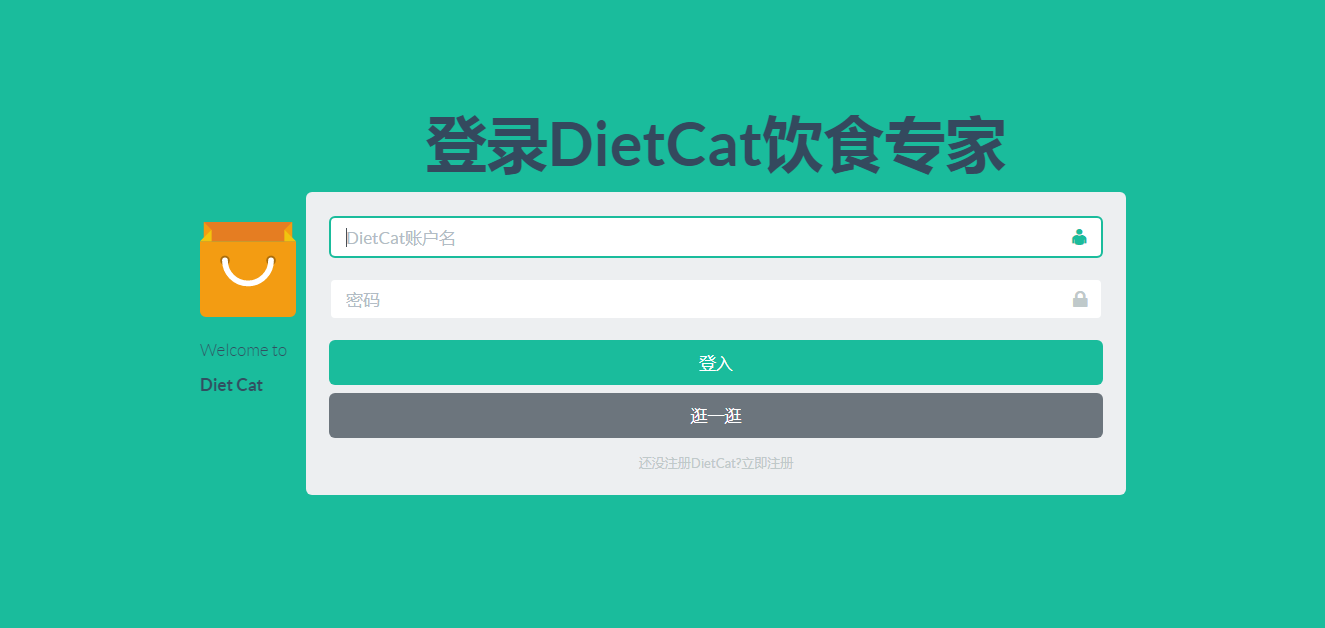 登录DietCat饮食专家
DietCat账户名
密码
Welcome to
Diet Cat
登入
逛一逛
还没注册DietCat?立即注册